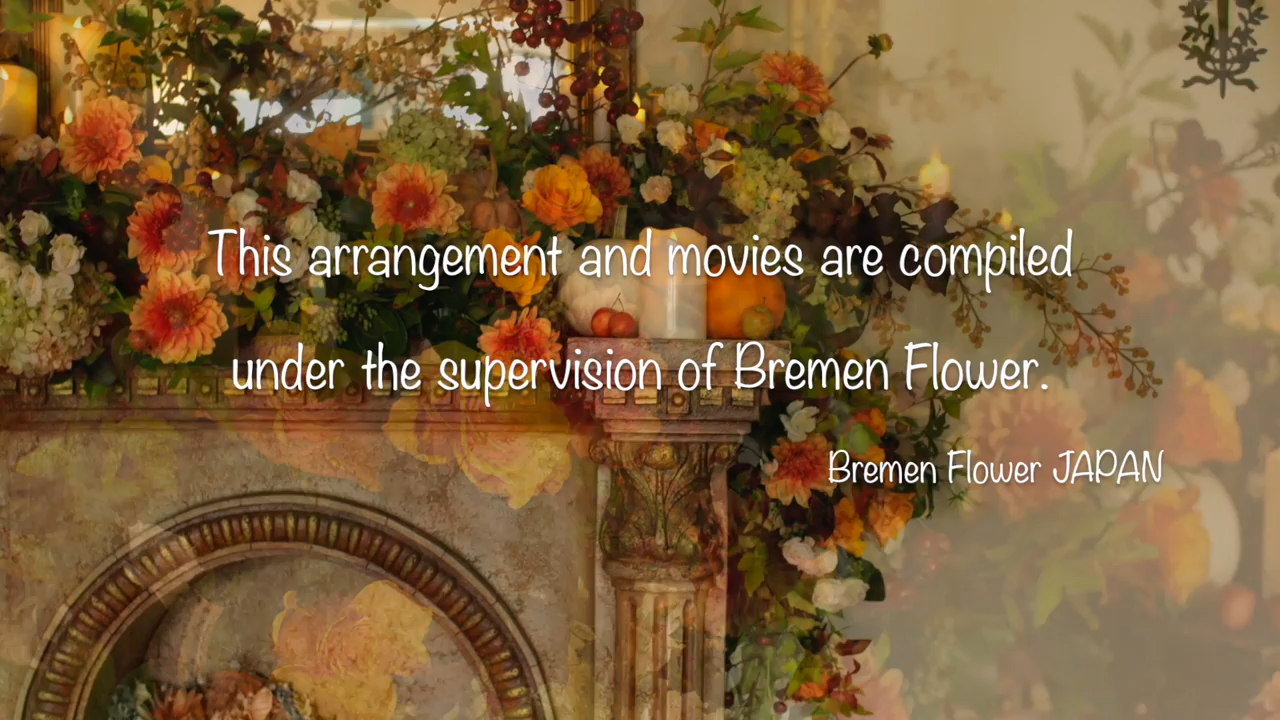 This arrangement and movies are compiled
under the supervision of Bremen Flower.
Bremen Flower JAPAN